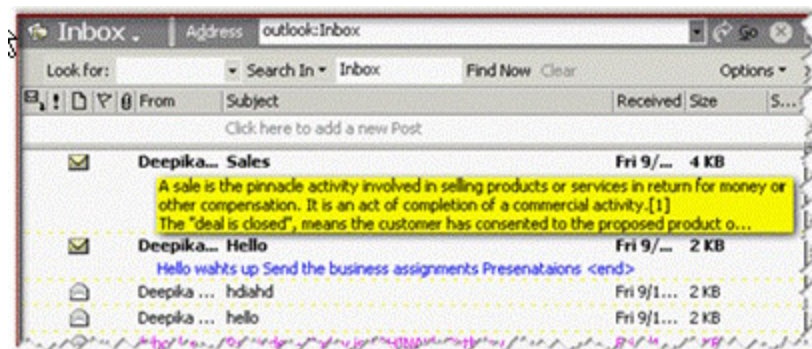 Inbox . Address outlook:Inbox Go
Look for: Search In Inbox Find Now Clear Options
! From Subject Received Size S...
Click here to add a new Post
Deepika... Sales Fri 9/... 4 KB
A sale is the pinnacle activity involved in selling products or services in return for money or
other compensation. It is an act of completion of a commercial activity.[1]
The "deal is closed", means the customer has consented to the proposed product o...
Deepika... Hello Fri 9/... 2 KB
Hello wahts up Send the business assignments Presenataions <end>
Deepika ... hdiahd Fri 9/1... 2 KB
Deepika ... hello Fri 9/1... 2 KB